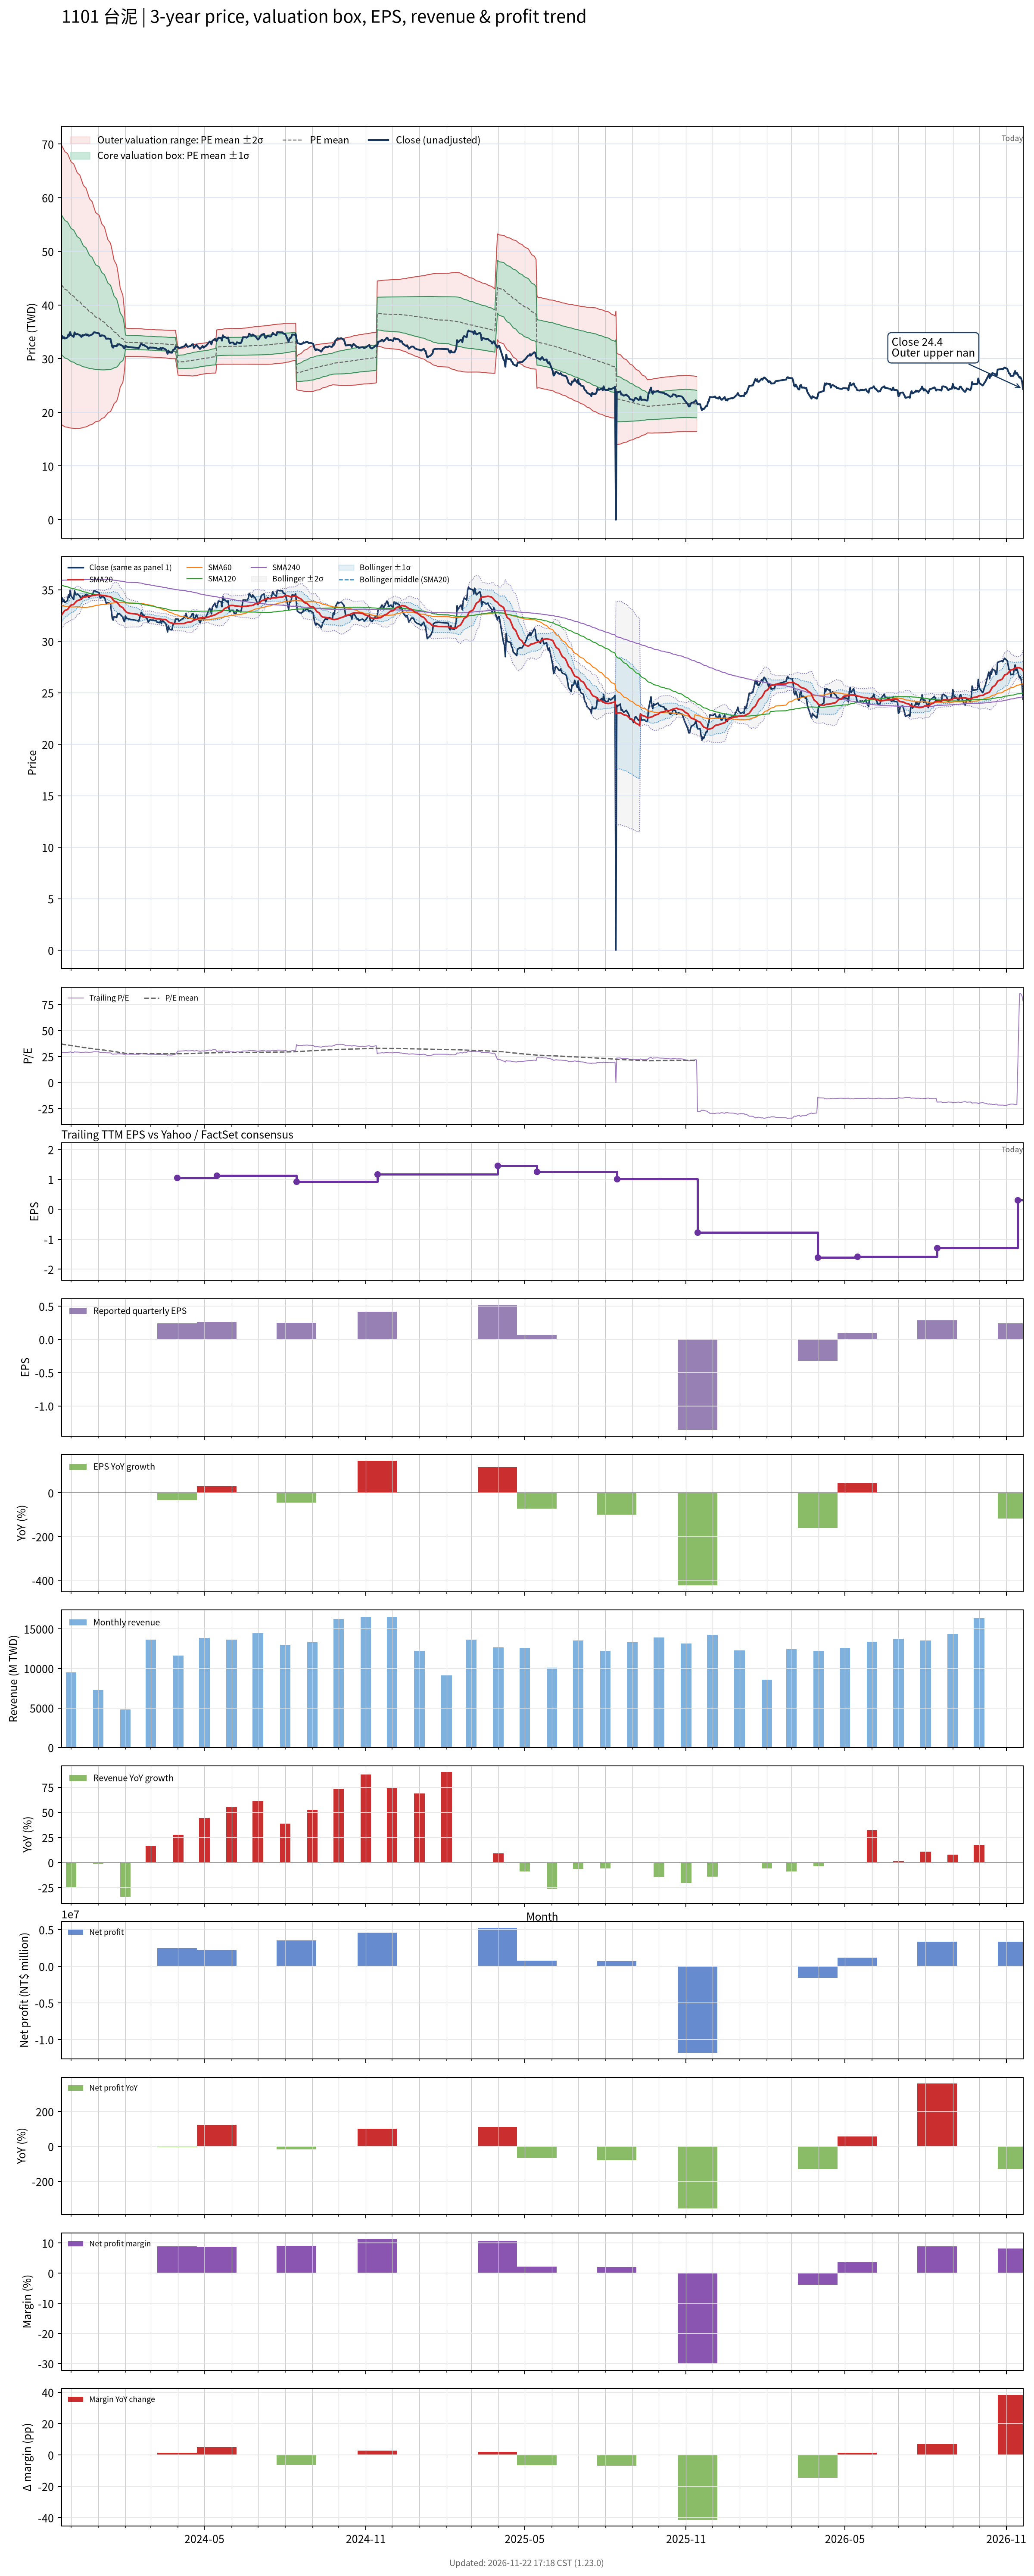 1101 台泥 | 3-year price, valuation box, EPS, revenue & profit trend
Outer valuation range: PE mean ±2σ
PE mean
Close (unadjusted)
Core valuation box: PE mean ±1σ
Today
Close 24.4
Outer upper nan
Price (TWD)
70
60
50
40
30
20
10
0
Close (same as panel 1)
SMA20
SMA60
SMA120
SMA240
Bollinger ±2σ
Bollinger ±1σ
Bollinger middle (SMA20)
Price
35
30
25
20
15
10
5
0
Trailing P/E
P/E mean
P/E
75
50
25
0
-25
Trailing TTM EPS vs Yahoo / FactSet consensus
Today
EPS
2
1
0
-1
-2
Reported quarterly EPS
EPS
0.5
0.0
-0.5
-1.0
EPS YoY growth
YoY (%)
0
-200
-400
Monthly revenue
Revenue (M TWD)
15000
10000
5000
0
Revenue YoY growth
YoY (%)
75
50
25
0
-25
Month
1e7
Net profit
Net profit (NT$ million)
0.5
0.0
-0.5
-1.0
Net profit YoY
YoY (%)
200
0
-200
Net profit margin
Margin (%)
10
0
-10
-20
-30
Margin YoY change
Δ margin (pp)
40
20
0
-20
-40
2024-05
2024-11
2025-05
2025-11
2026-05
2026-11
Updated: 2026-11-22 17:18 CST (1.23.0)